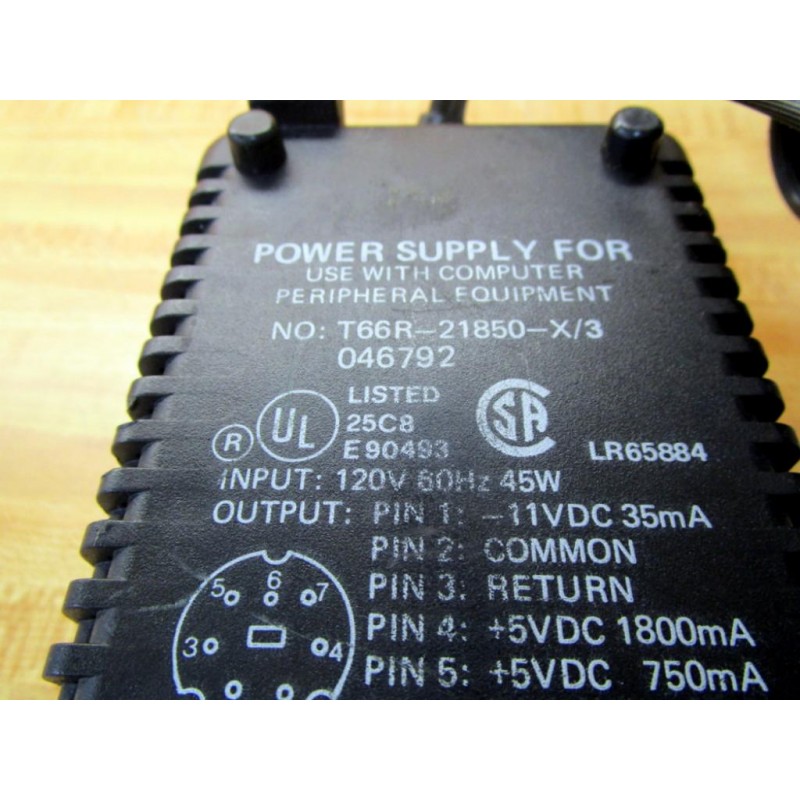 POWER SUPPLY FOR
USE WITH COMPUTER
PERIPHERAL EQUIPMENT
NO: T66R-21850-X/3
046792
R UL LISTED
25C8
E90493
SA LR65884
INPUT: 120V 60Hz 45W
OUTPUT: PIN 1: -11VDC 35mA
PIN 2: COMMON
PIN 3: RETURN
PIN 4: +5VDC 1800mA
PIN 5: +5VDC 750mA
5 6 7
3 4